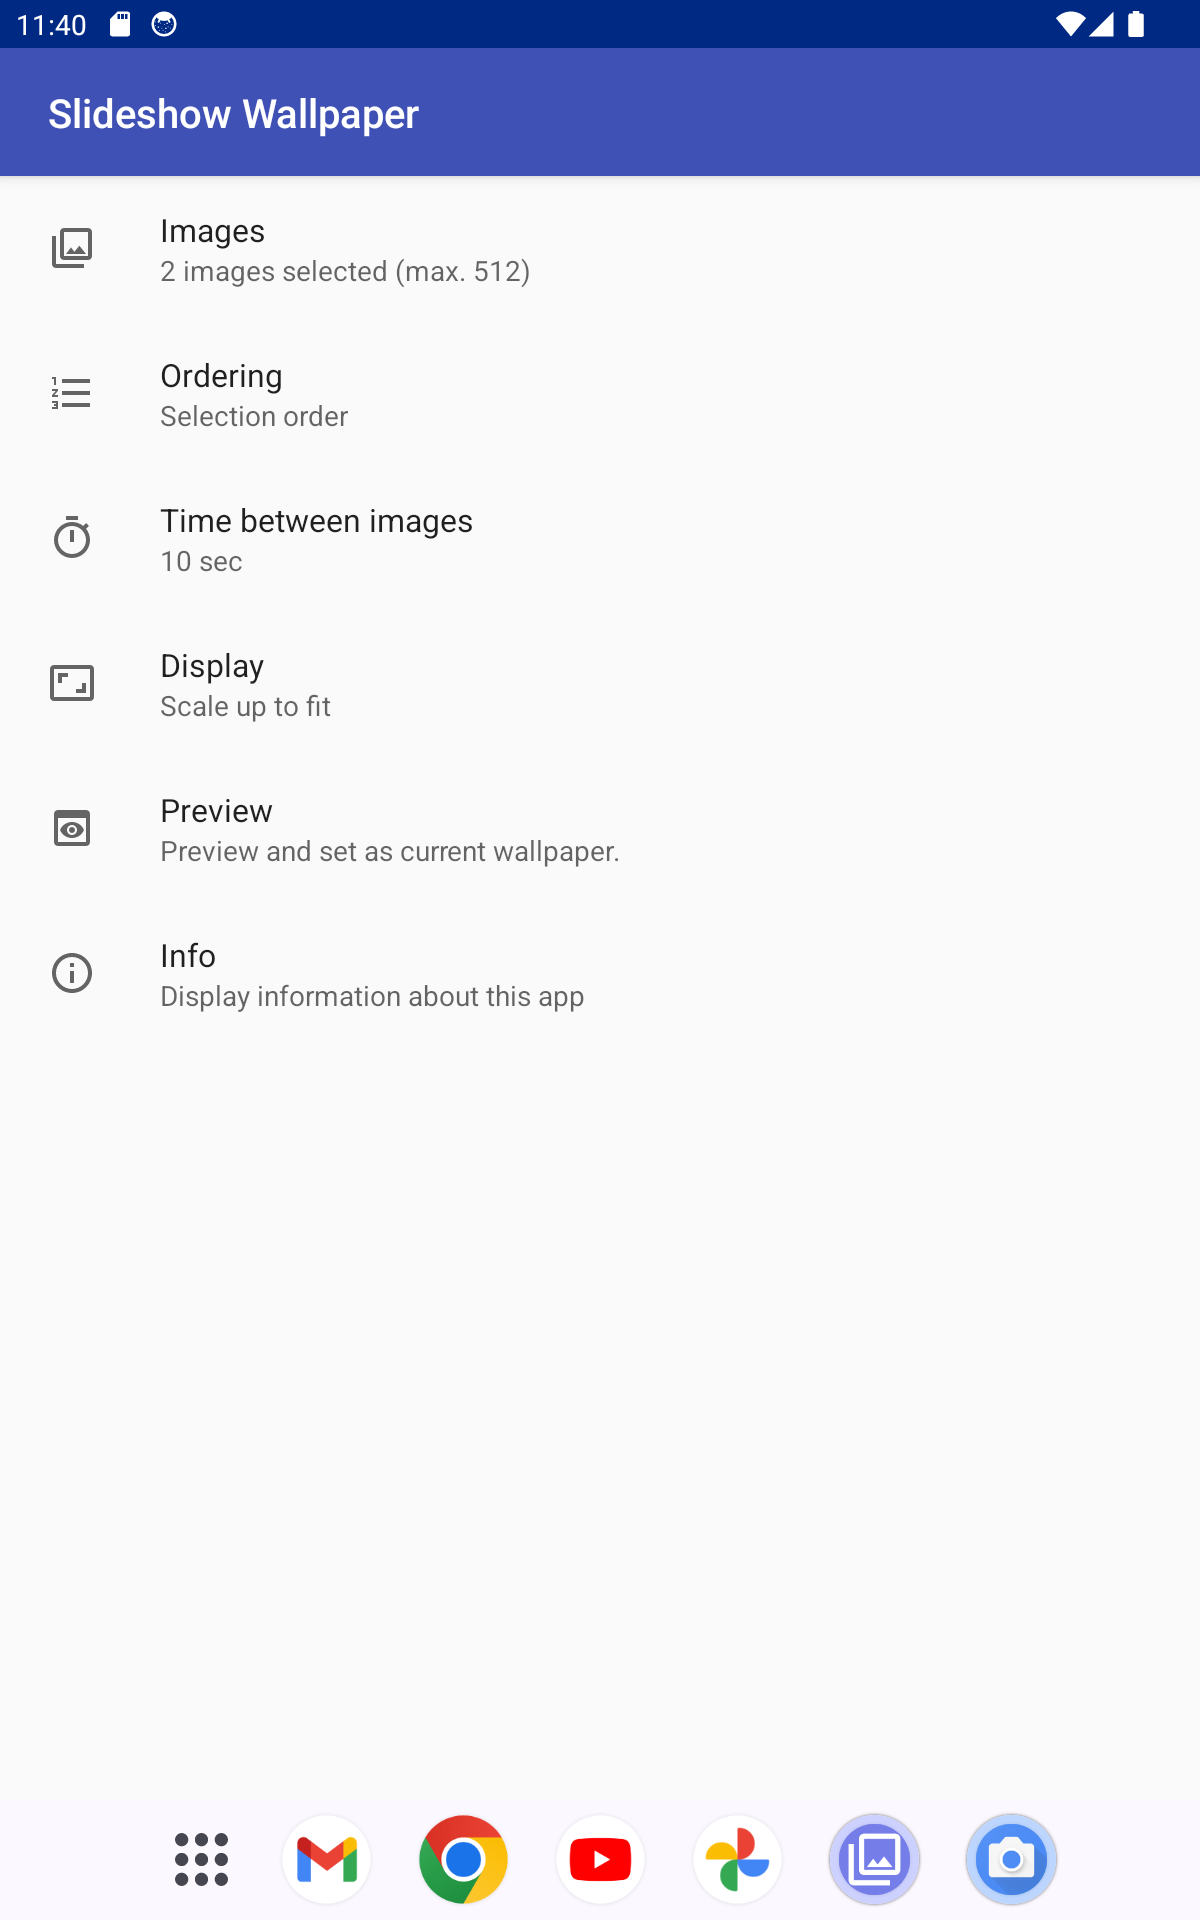 11:40
Slideshow Wallpaper
Images
2 images selected (max. 512)
Ordering
Selection order
Time between images
10 sec
Display
Scale up to fit
Preview
Preview and set as current wallpaper.
Info
Display information about this app